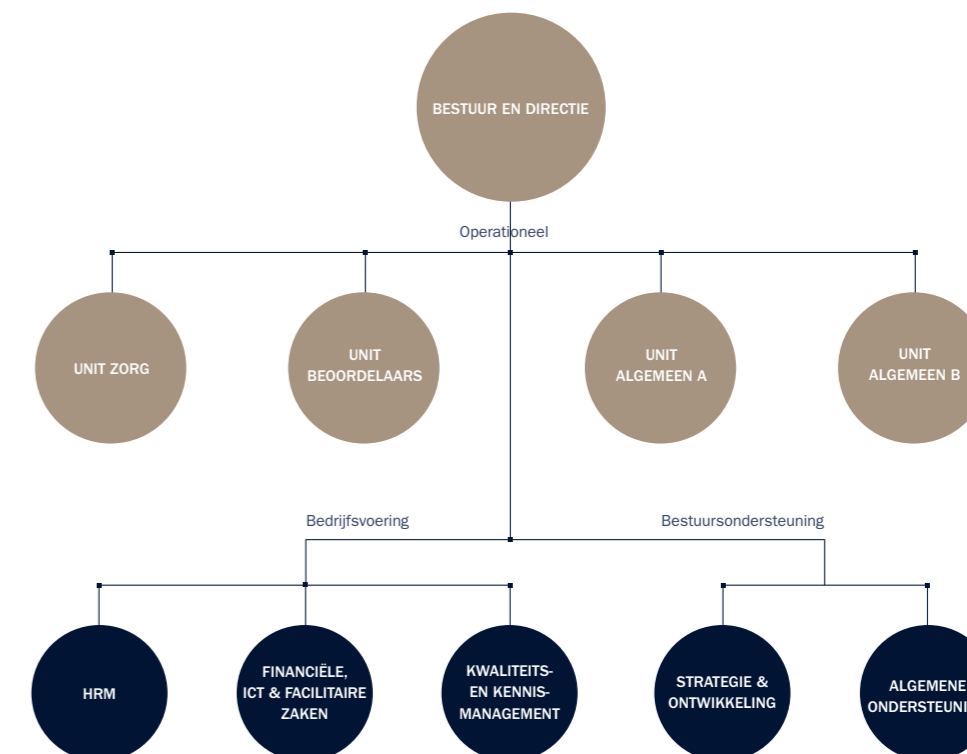 BESTUUR EN DIRECTIE
Operationeel
UNIT ZORG
UNIT
BEOORDELAARS
UNIT
ALGEMEEN A
UNIT
ALGEMEEN B
Bedrijfsvoering
Bestuursondersteuning
HRM
FINANCIËLE,
ICT & FACILITAIRE
ZAKEN
KWALITEITS-
EN KENNIS-
MANAGEMENT
STRATEGIE &
ONTWIKKELING
ALGEMENE